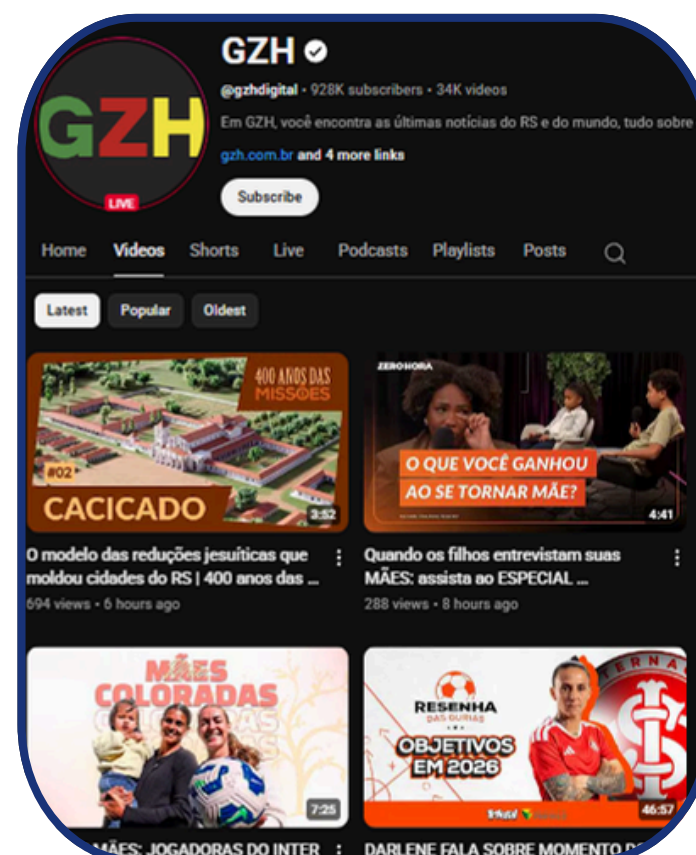 GZH
GZH
LIVE
@gzhdigital • 928K subscribers • 34K videos
Em GZH, você encontra as últimas notícias do RS e do mundo, tudo sobre
gzh.com.br and 4 more links
Subscribe
Home Videos Shorts Live Podcasts Playlists Posts
Latest Popular Oldest
400 ANOS DAS
MISSÕES
#02
CACICADO
3:52
O modelo das reduções jesuíticas que
moldou cidades do RS | 400 anos das ...
694 views • 6 hours ago
ZEROHORA
O QUE VOCÊ GANHOU
AO SE TORNAR MÃE?
4:41
Quando os filhos entrevistam suas
MÃES: assista ao ESPECIAL ...
288 views • 8 hours ago
MÃES
COLORADAS
COLORADAS
7:25
MÃES: JOGADORAS DO INTER
RESENHA
DAS GURIAS
OBJETIVOS
EM 2026
46:57
DARLENE FALA SOBRE MOMENTO